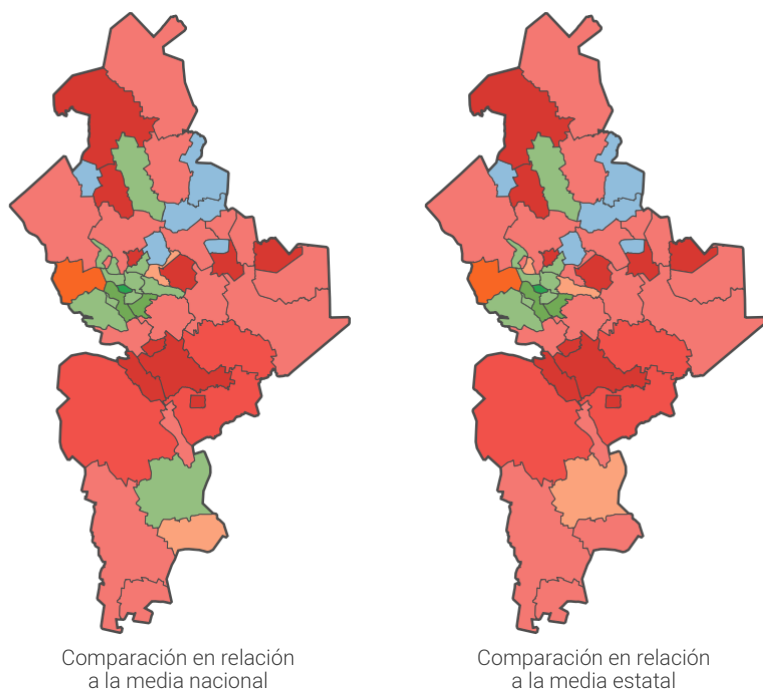 Comparación en relación
a la media nacional
Comparación en relación
a la media estatal